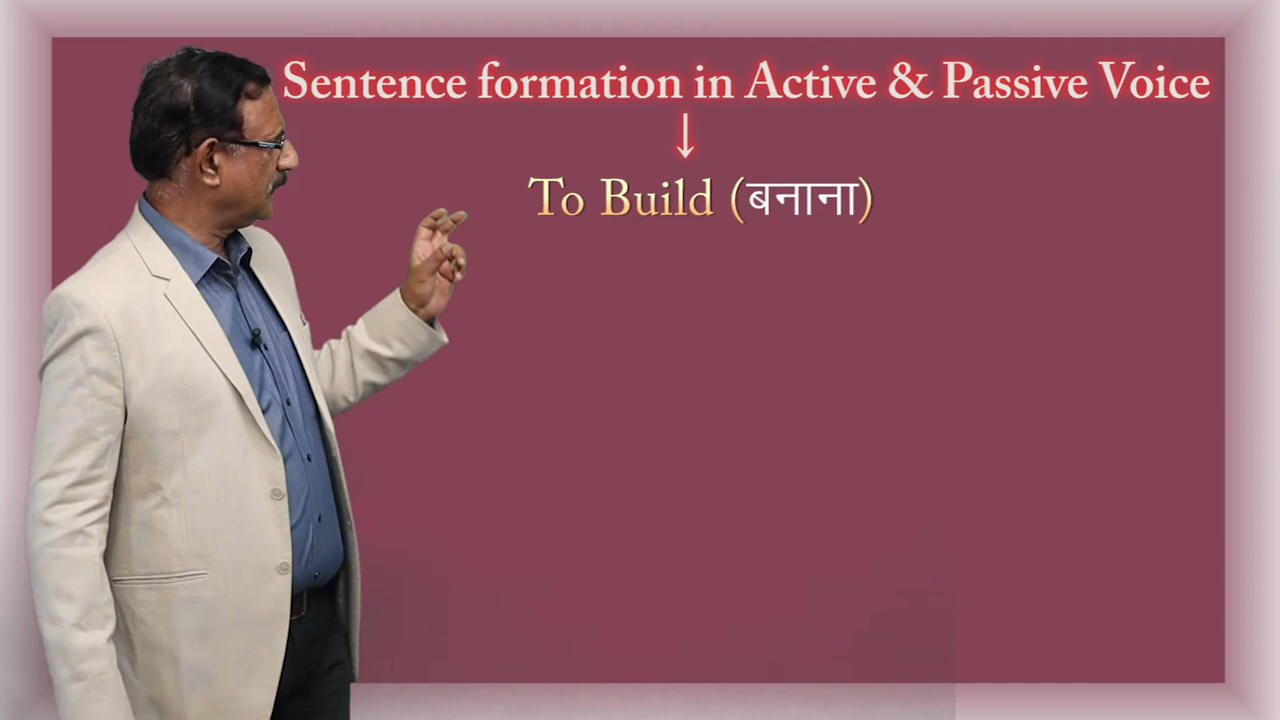 Sentence formation in Active & Passive Voice
↓
To Build (बनाना)